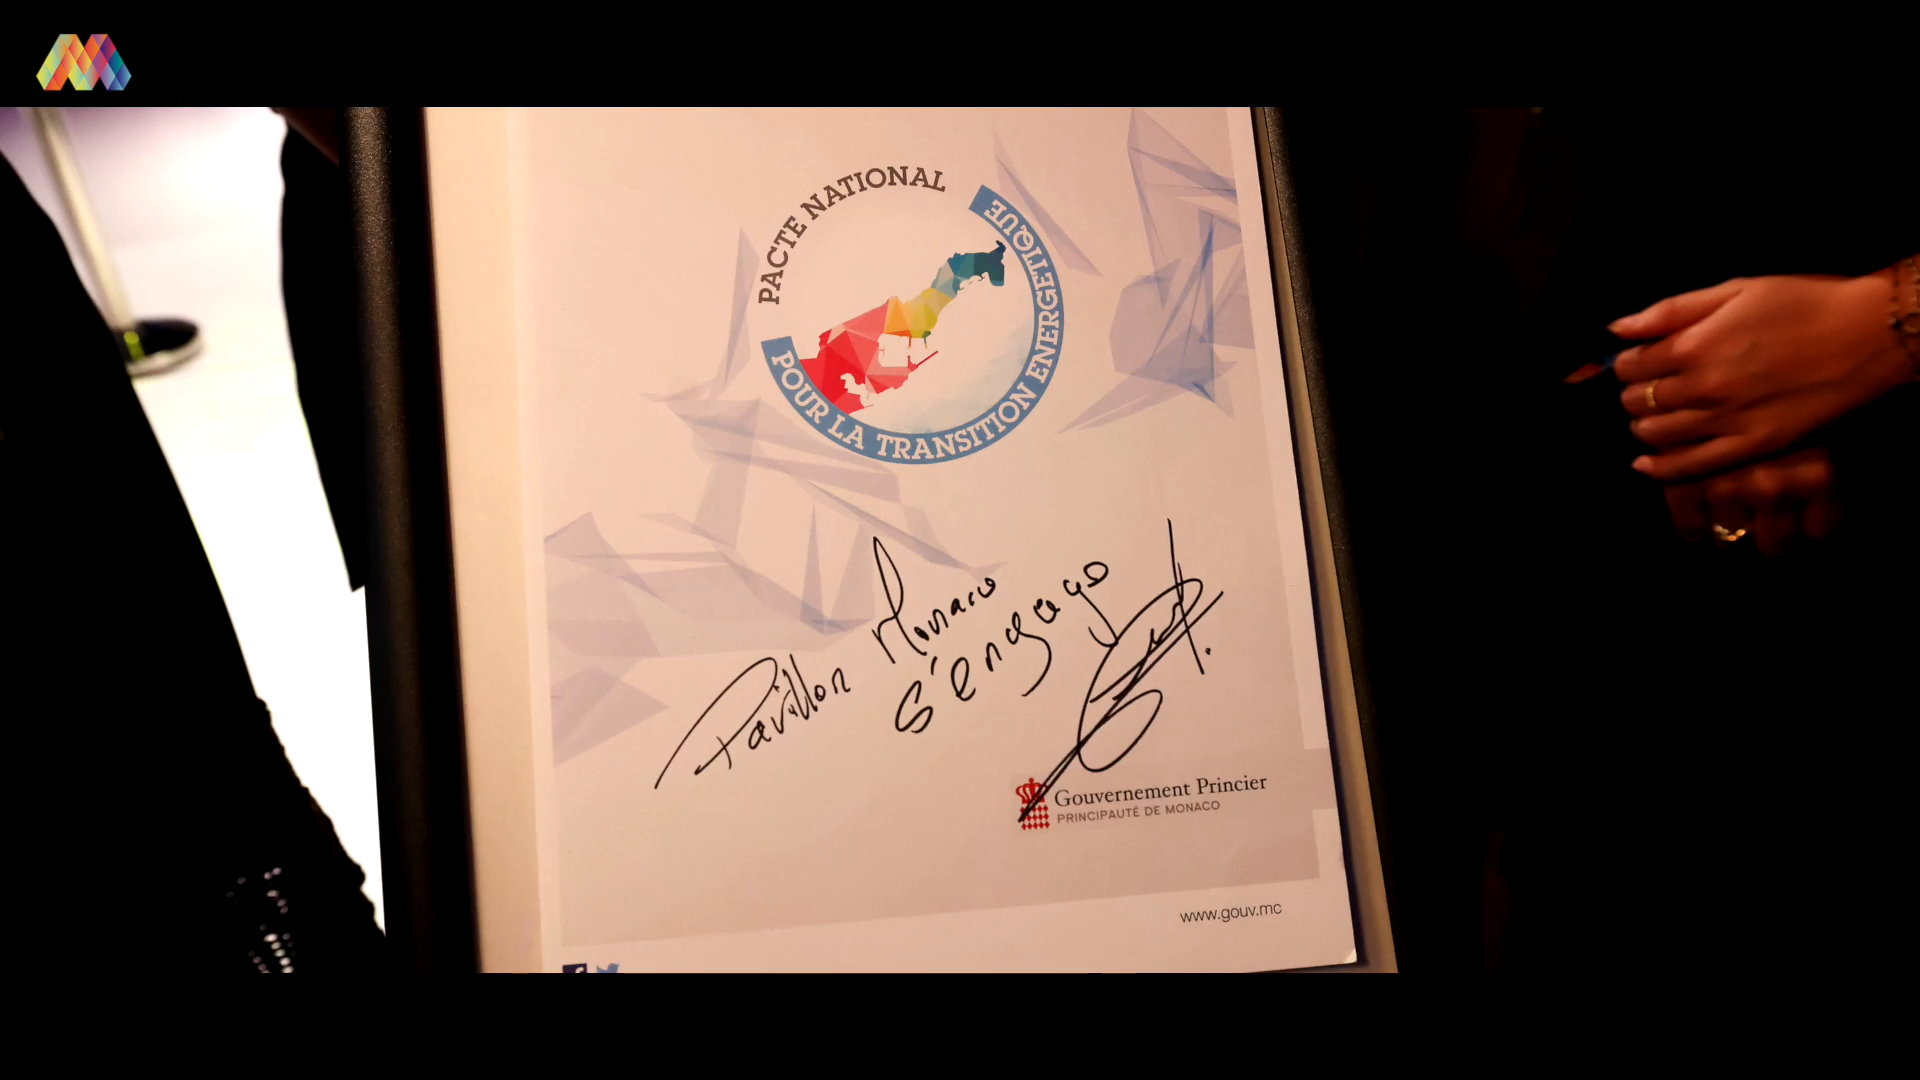 PACTE NATIONAL
POUR LA TRANSITION ENERGETIQUE
Pavillon Monaco
s'engage
Gouvernement Princier
PRINCIPAUTÉ DE MONACO
www.gouv.mc